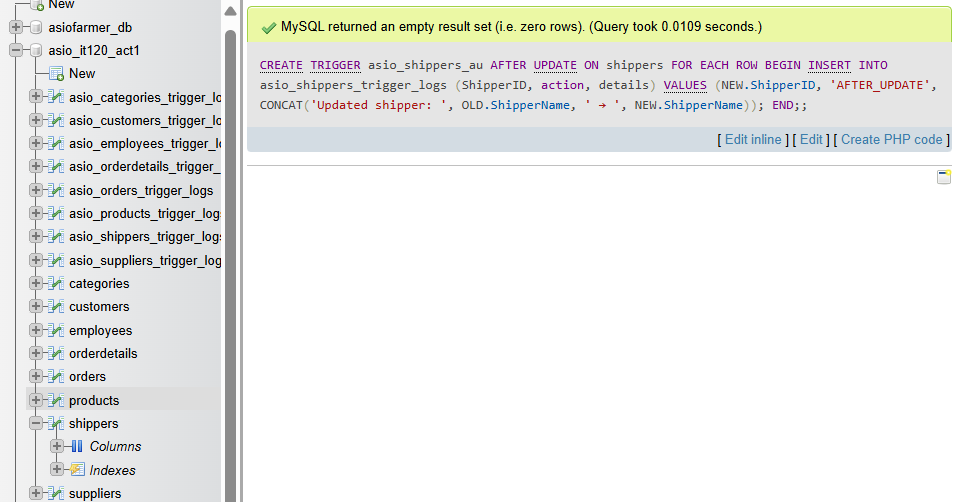 New
asiofarmer_db
asio_it120_act1
New
asio_categories_trigger_lo
asio_customers_trigger_lo
asio_employees_trigger_lo
asio_orderdetails_trigger_
asio_orders_trigger_logs
asio_products_trigger_logs
asio_shippers_trigger_logs
asio_suppliers_trigger_log
categories
customers
employees
orderdetails
orders
products
shippers
Columns
Indexes
suppliers
MySQL returned an empty result set (i.e. zero rows). (Query took 0.0109 seconds.)
CREATE TRIGGER asio_shippers_au AFTER UPDATE ON shippers FOR EACH ROW BEGIN INSERT INTO
asio_shippers_trigger_logs (ShipperID, action, details) VALUES (NEW.ShipperID, 'AFTER_UPDATE',
CONCAT('Updated shipper: ', OLD.ShipperName, ' → ', NEW.ShipperName)); END;;
[ Edit inline ] [ Edit ] [ Create PHP code ]